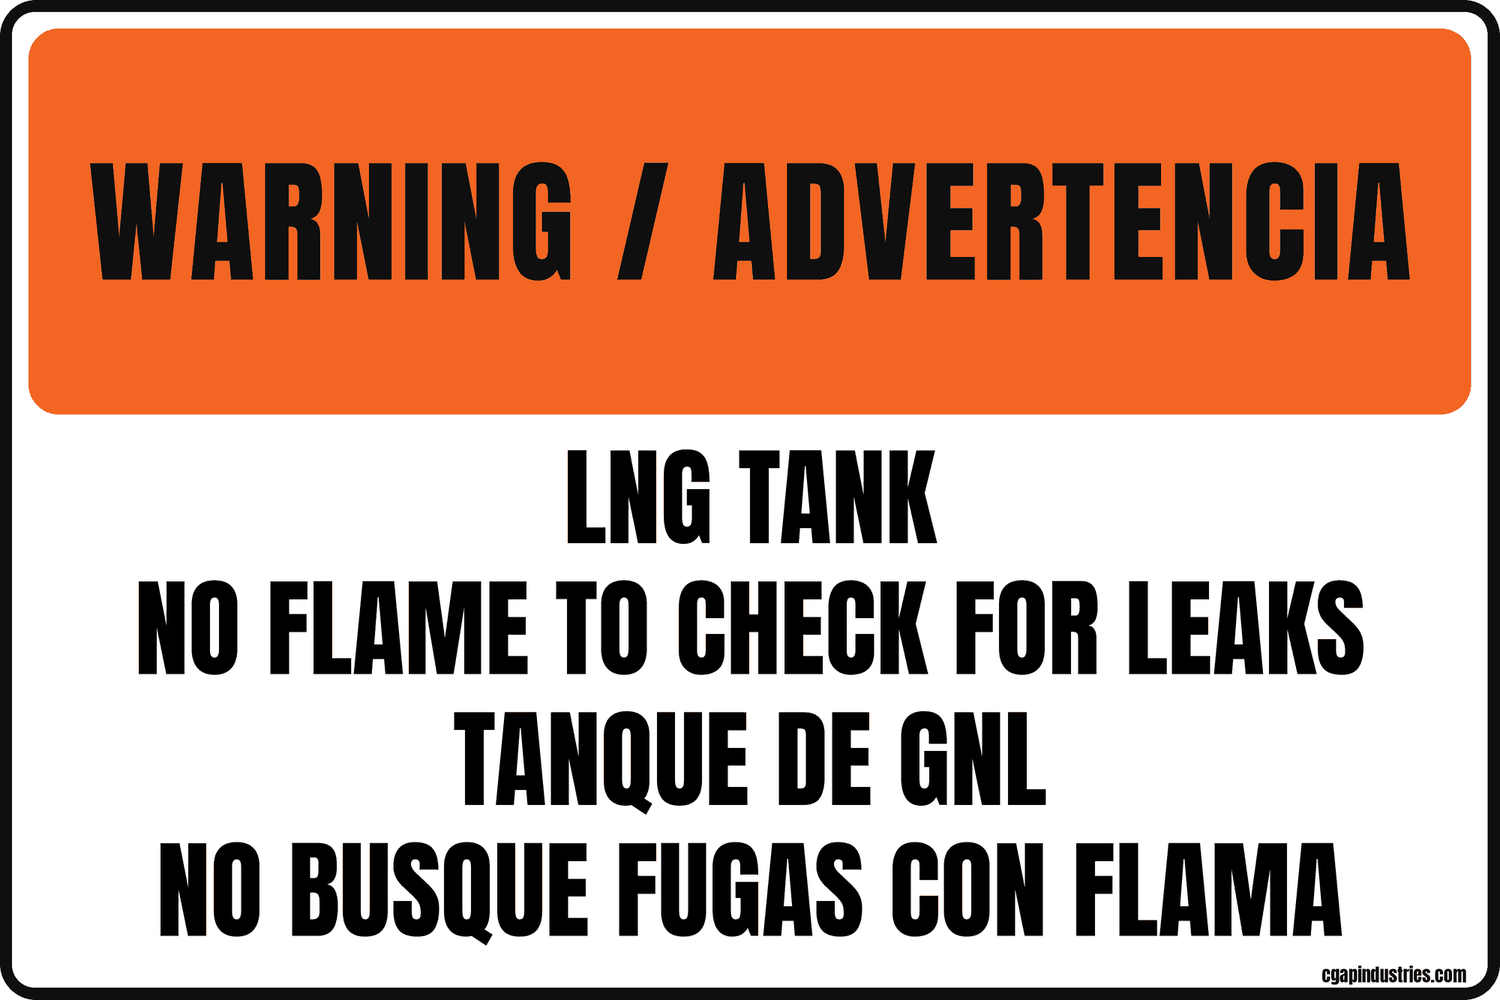 WARNING / ADVERTENCIA
LNG TANK
NO FLAME TO CHECK FOR LEAKS
TANQUE DE GNL
NO BUSQUE FUGAS CON FLAMA
cgapindustries.com